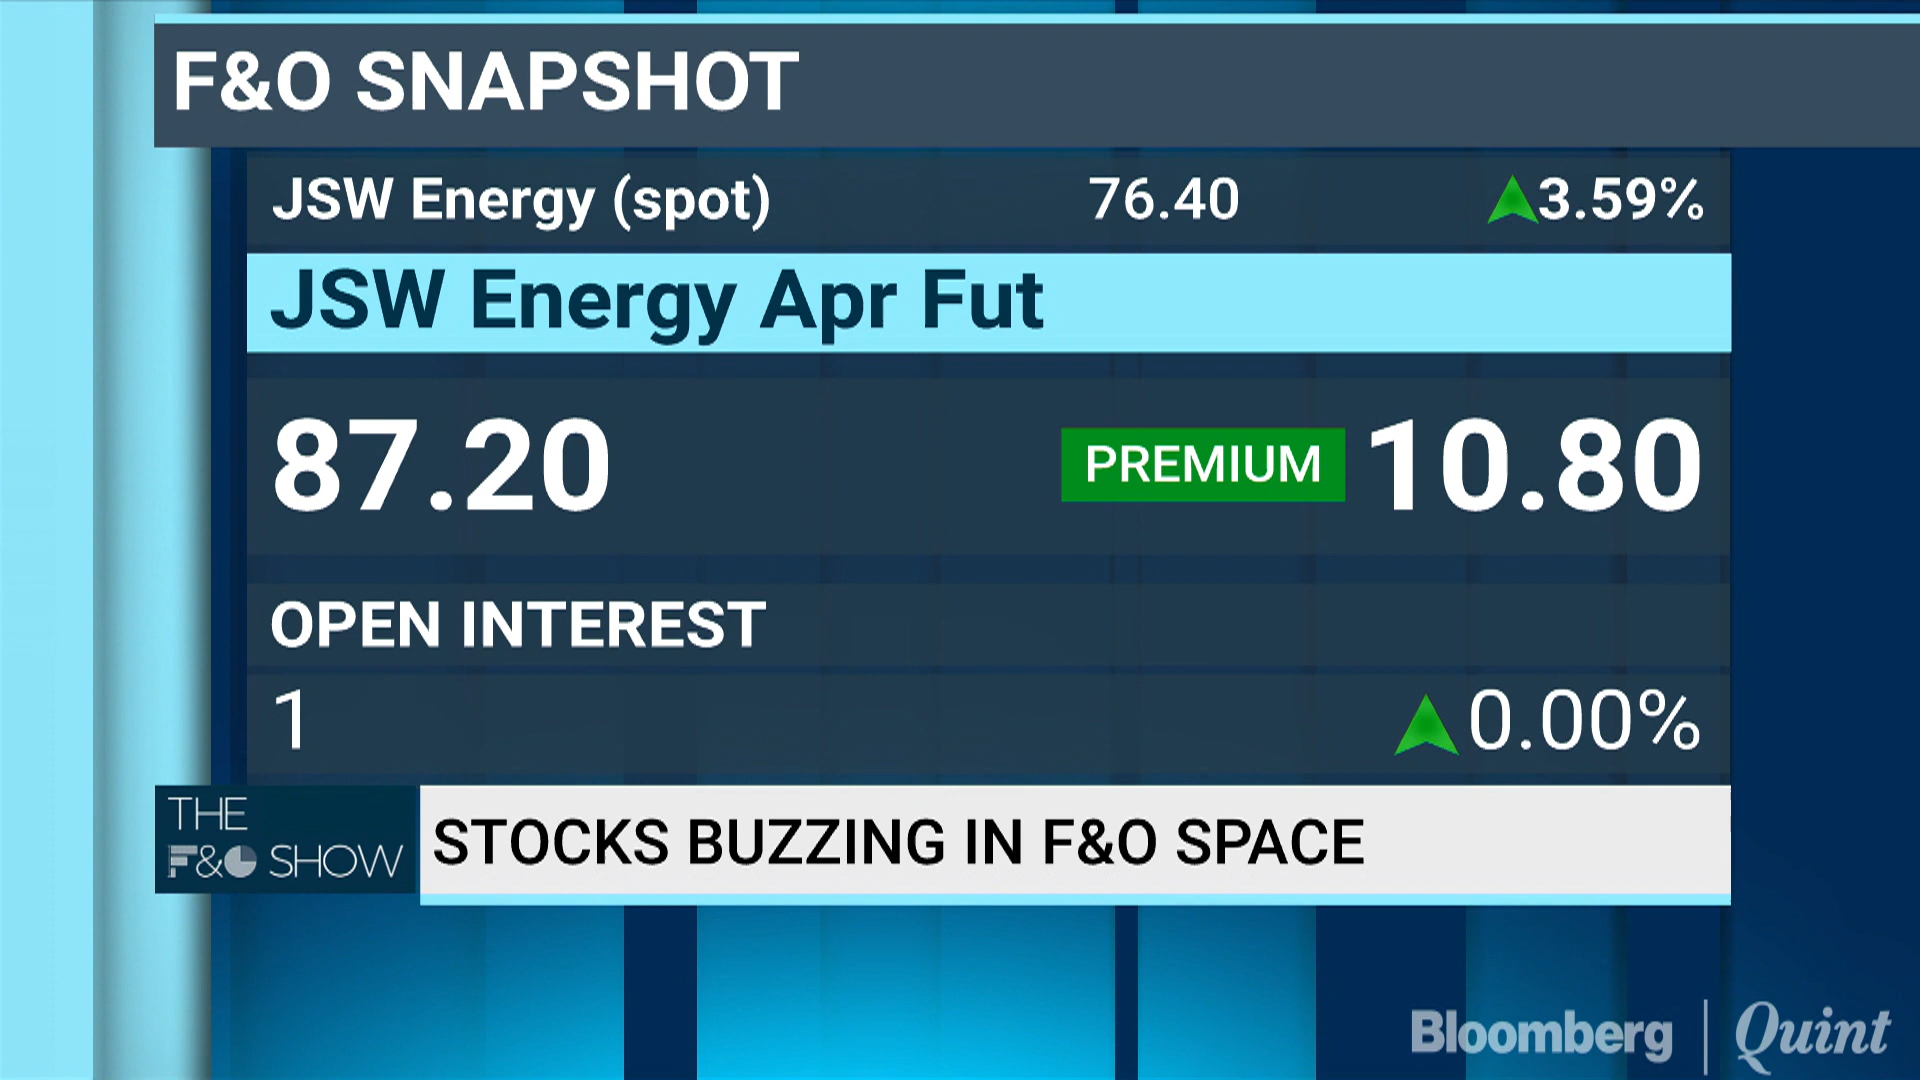 F&O SNAPSHOT
JSW Energy (spot) 76.40 3.59%
JSW Energy Apr Fut
87.20 PREMIUM 10.80
OPEN INTEREST
1 0.00%
THE
F&O SHOW
STOCKS BUZZING IN F&O SPACE
Bloomberg | Quint